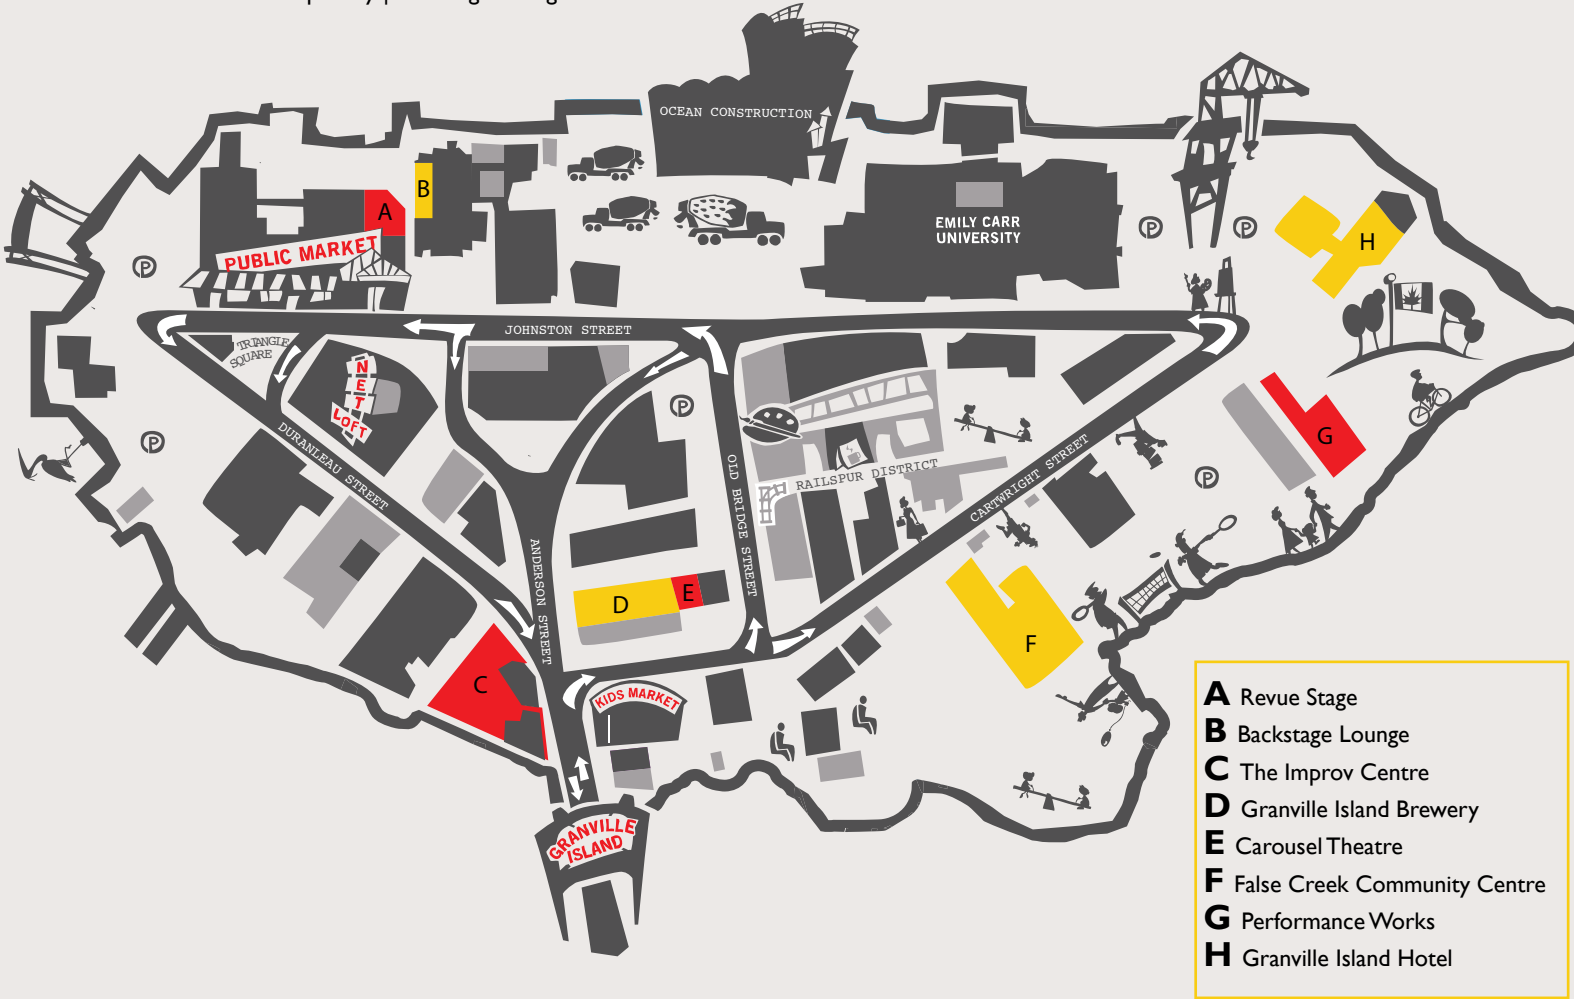 OCEAN CONSTRUCTION
B
A
EMILY CARR
UNIVERSITY
P
P
H
PUBLIC MARKET
P
JOHNSTON STREET
TRIANGLE
SQUARE
NET
LOFT
P
P
G
DURANLEAU STREET
OLD BRIDGE STREET
RAILSPUR DISTRICT
CARTWRIGHT STREET
P
ANDERSON STREET
D
E
F
C
KIDS MARKET
GRANVILLE
ISLAND
A Revue Stage
B Backstage Lounge
C The Improv Centre
D Granville Island Brewery
E Carousel Theatre
F False Creek Community Centre
G Performance Works
H Granville Island Hotel